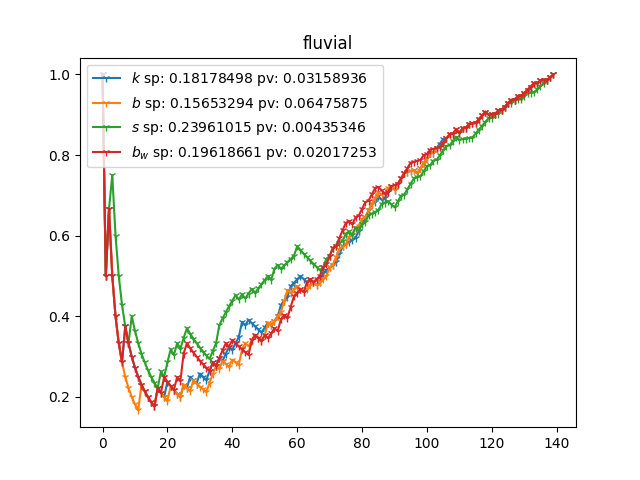 fluvial
k sp: 0.18178498 pv: 0.03158936
b sp: 0.15653294 pv: 0.06475875
s sp: 0.23961015 pv: 0.00435346
b_w sp: 0.19618661 pv: 0.02017253
1.0
0.8
0.6
0.4
0.2
0 20 40 60 80 100 120 140